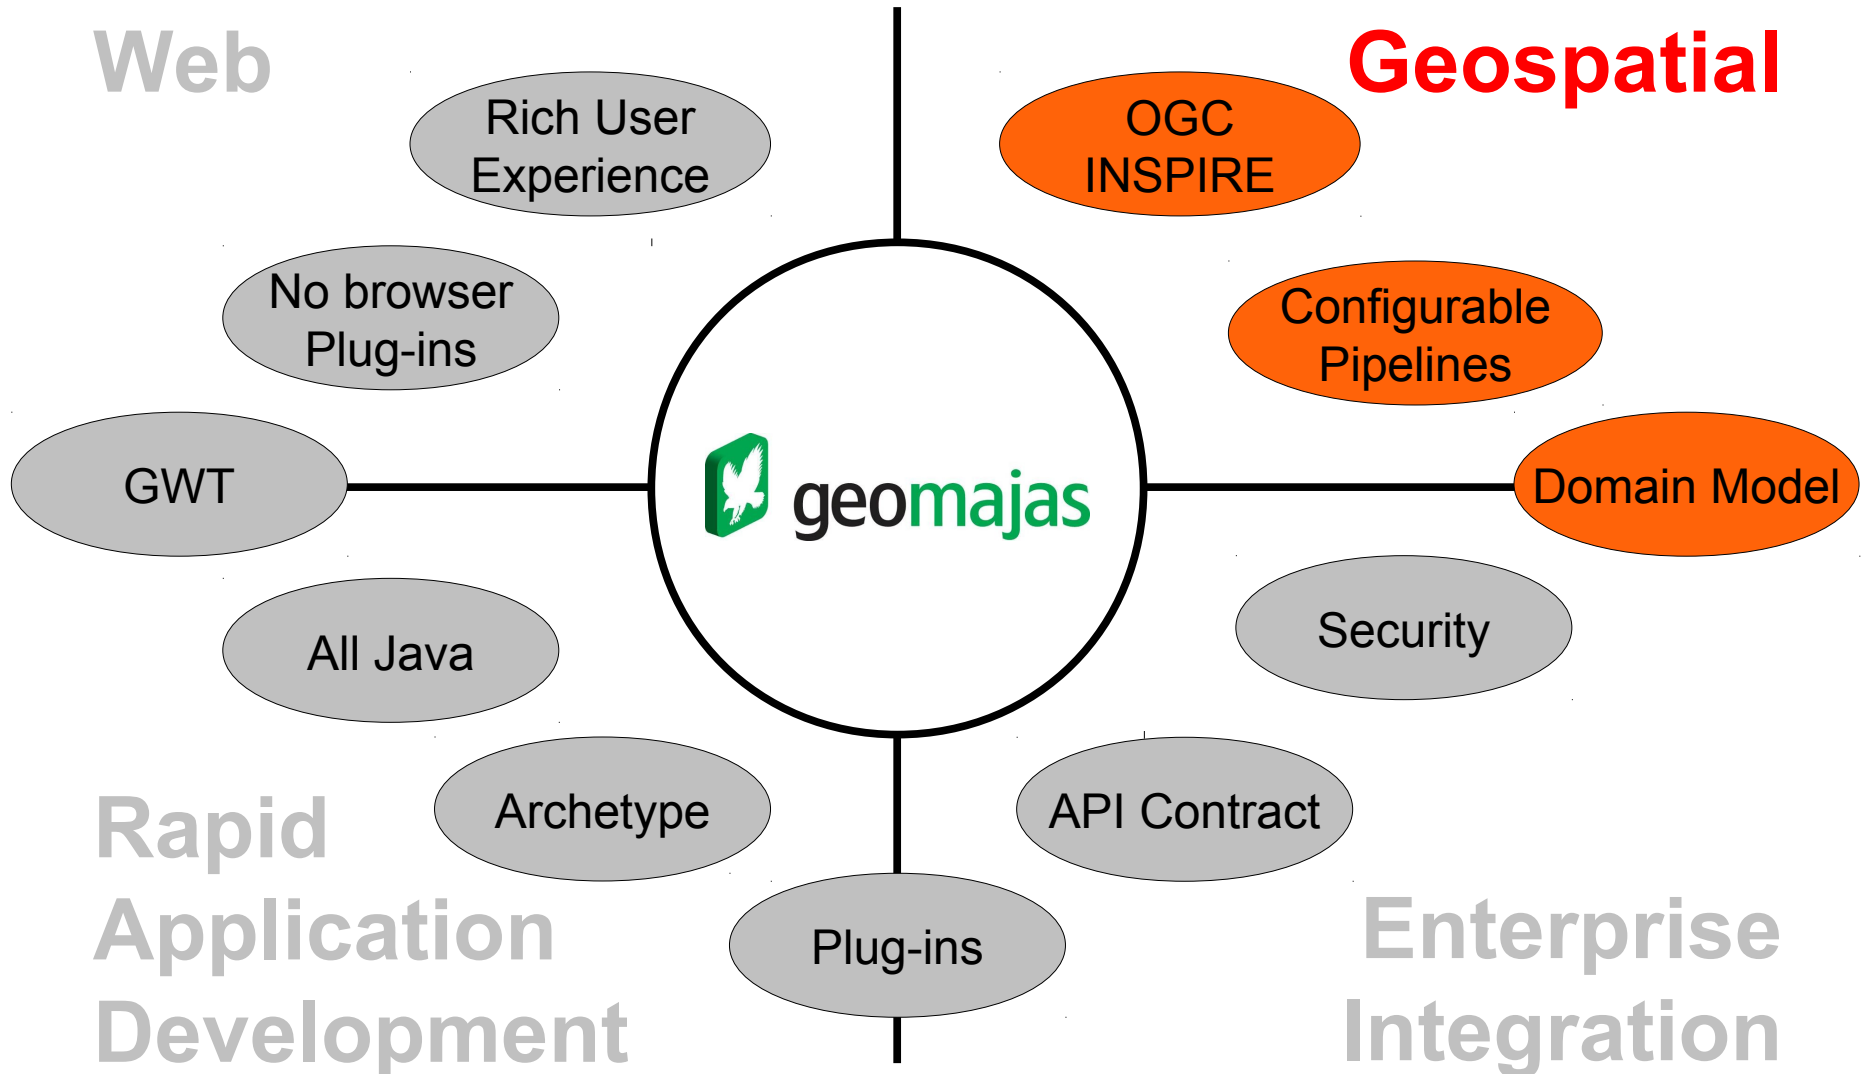 Web
Geospatial
Rich User
Experience
OGC
INSPIRE
No browser
Plug-ins
Configurable
Pipelines
GWT
geomajas
Domain Model
All Java
Security
Archetype
API Contract
Plug-ins
Rapid
Application
Development
Enterprise
Integration